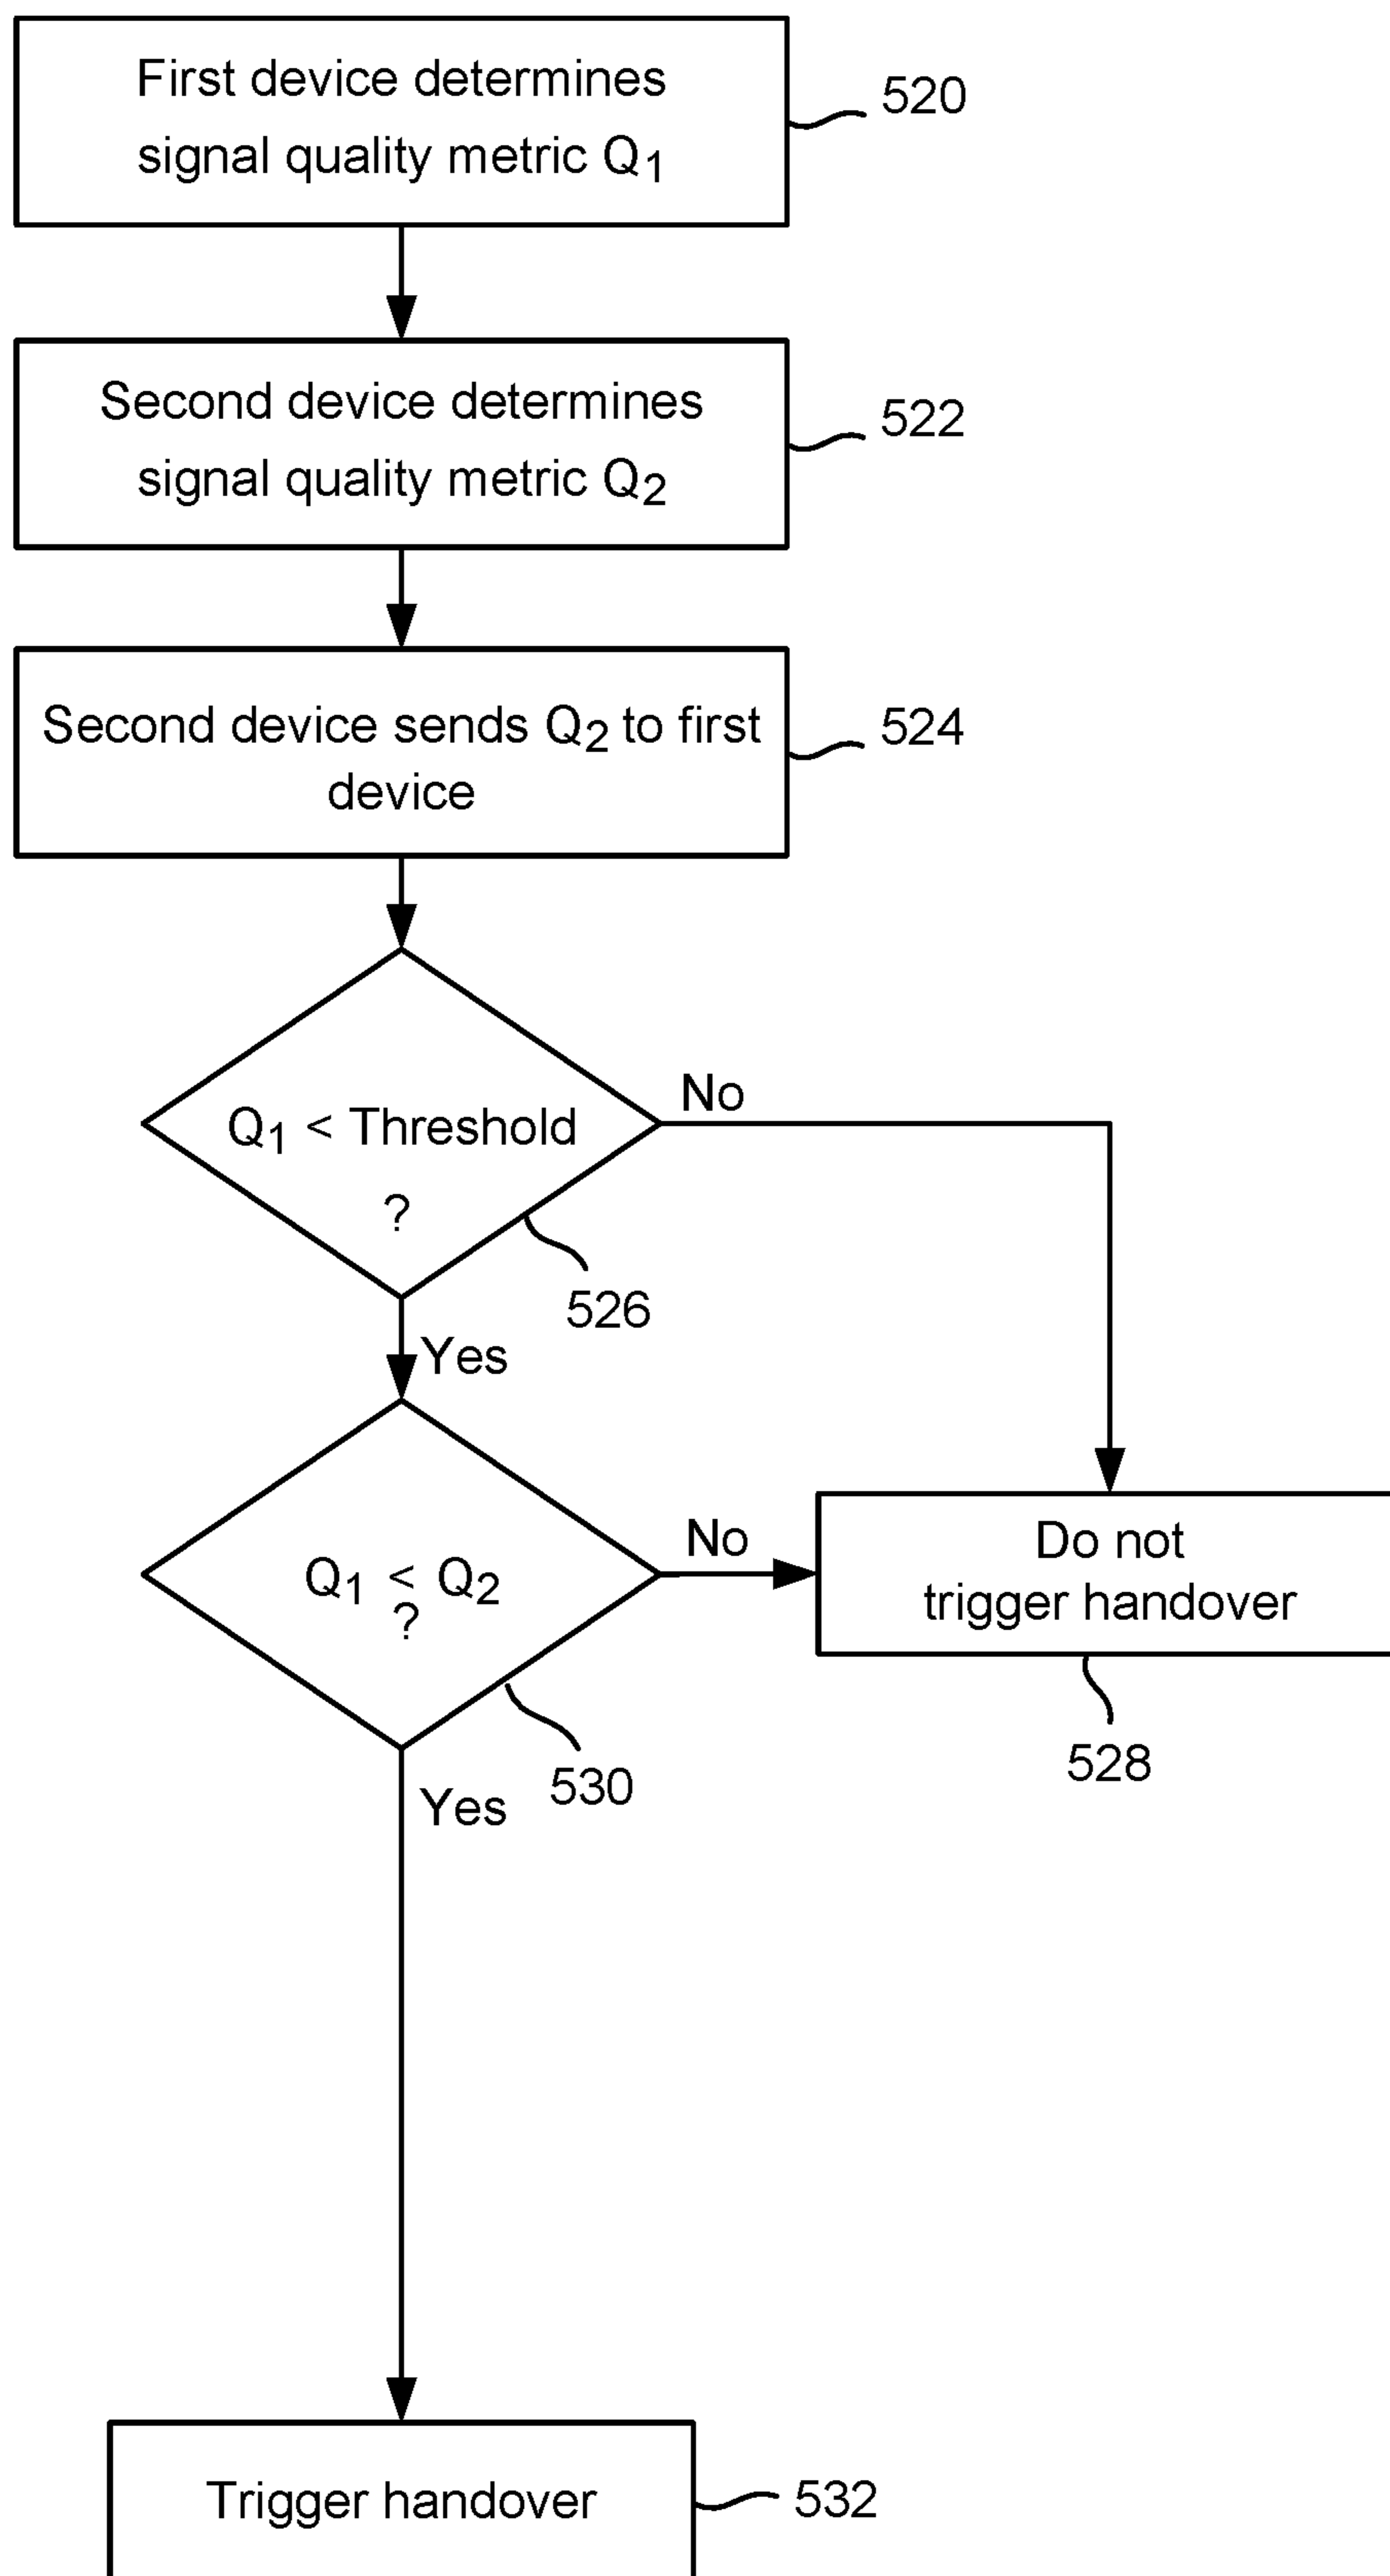 First device determines
signal quality metric Q1
520
Second device determines
signal quality metric Q2
522
Second device sends Q2 to first
device
524
Q1 < Threshold
?
No
526
Yes
Q1 < Q2
?
No
Do not
trigger handover
528
530
Yes
Trigger handover
532